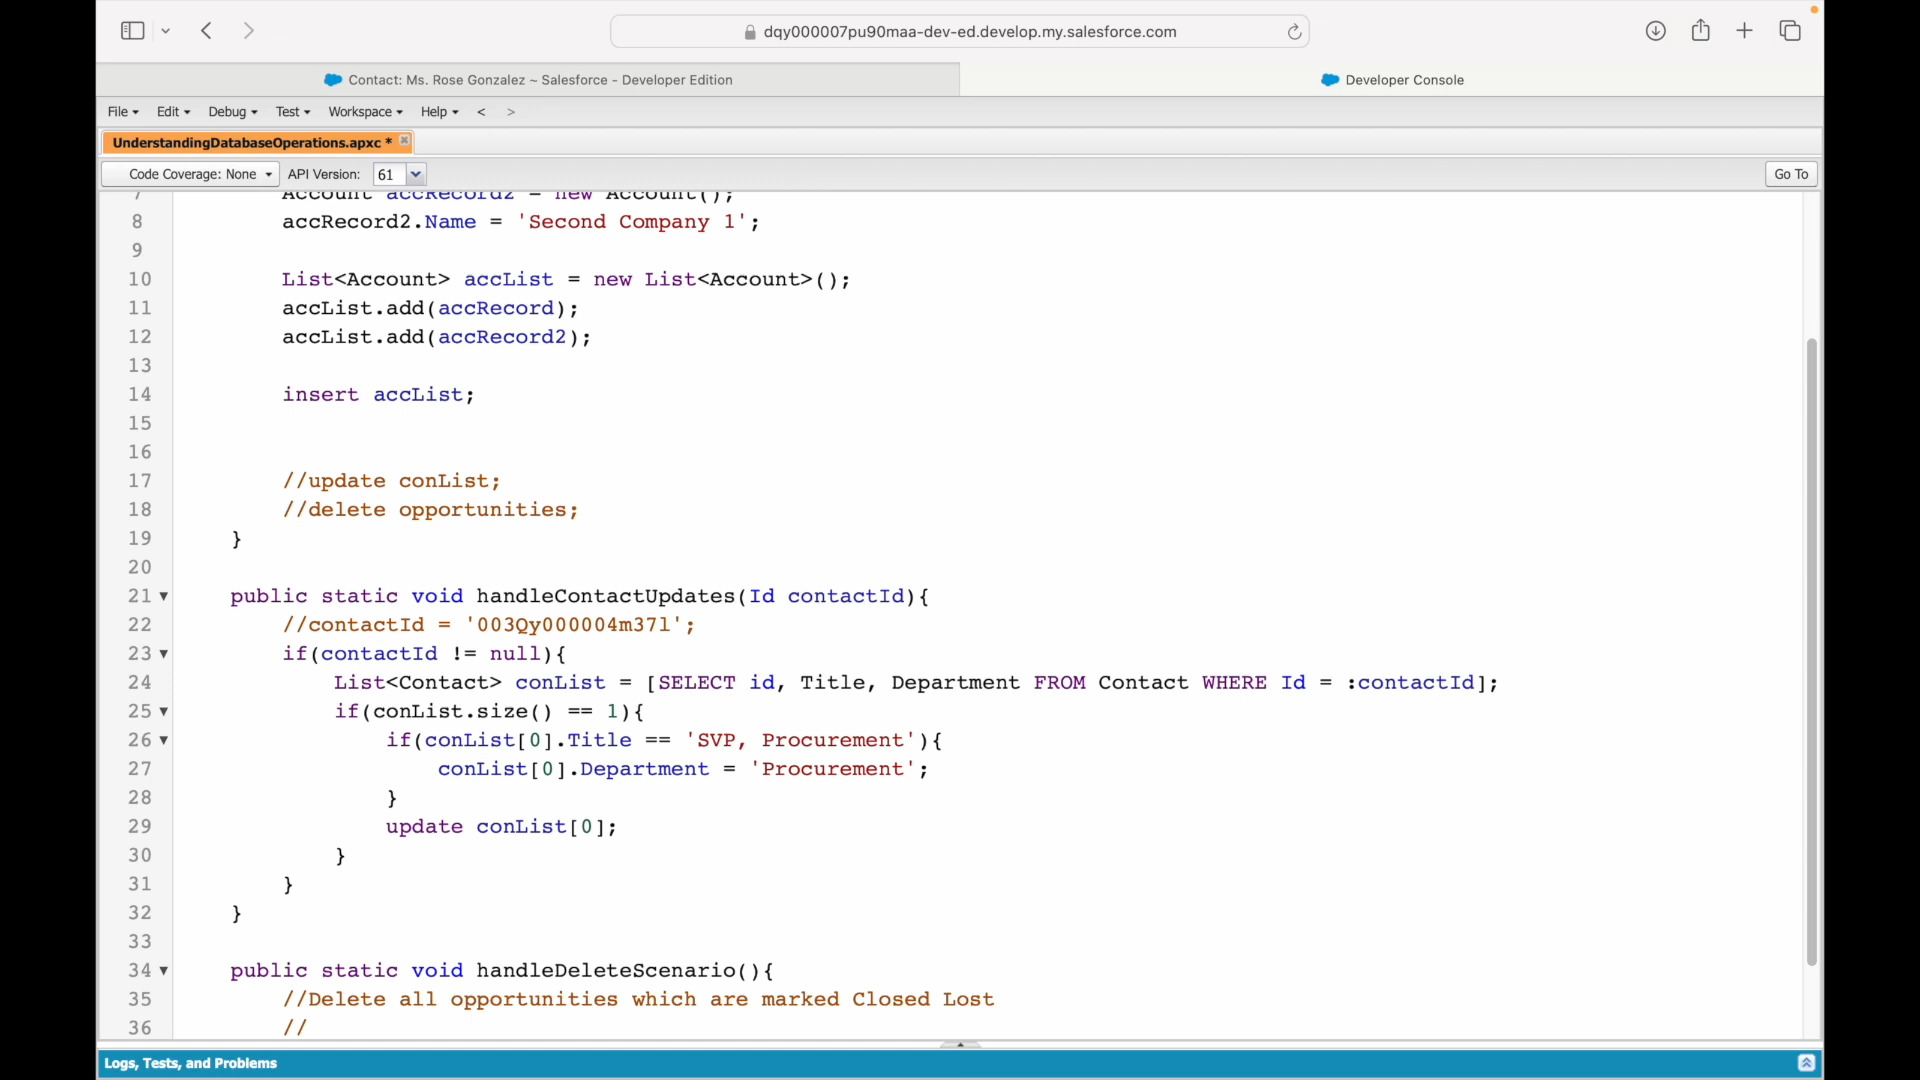 dqy000007pu90maa-dev-ed.develop.my.salesforce.com
Contact: Ms. Rose Gonzalez ~ Salesforce - Developer Edition
Developer Console
File Edit Debug Test Workspace Help < >
UnderstandingDatabaseOperations.apxc *
Code Coverage: None API Version: 61 Go To
7 Account accRecord2 = new Account();
8 accRecord2.Name = 'Second Company 1';
9
10 List<Account> accList = new List<Account>();
11 accList.add(accRecord);
12 accList.add(accRecord2);
13
14 insert accList;
15
16
17 //update conList;
18 //delete opportunities;
19 }
20
21 public static void handleContactUpdates(Id contactId){
22 //contactId = '003Qy000004m37l';
23 if(contactId != null){
24 List<Contact> conList = [SELECT id, Title, Department FROM Contact WHERE Id = :contactId];
25 if(conList.size() == 1){
26 if(conList[0].Title == 'SVP, Procurement'){
27 conList[0].Department = 'Procurement';
28 }
29 update conList[0];
30 }
31 }
32 }
33
34 public static void handleDeleteScenario(){
35 //Delete all opportunities which are marked Closed Lost
36 //
Logs, Tests, and Problems